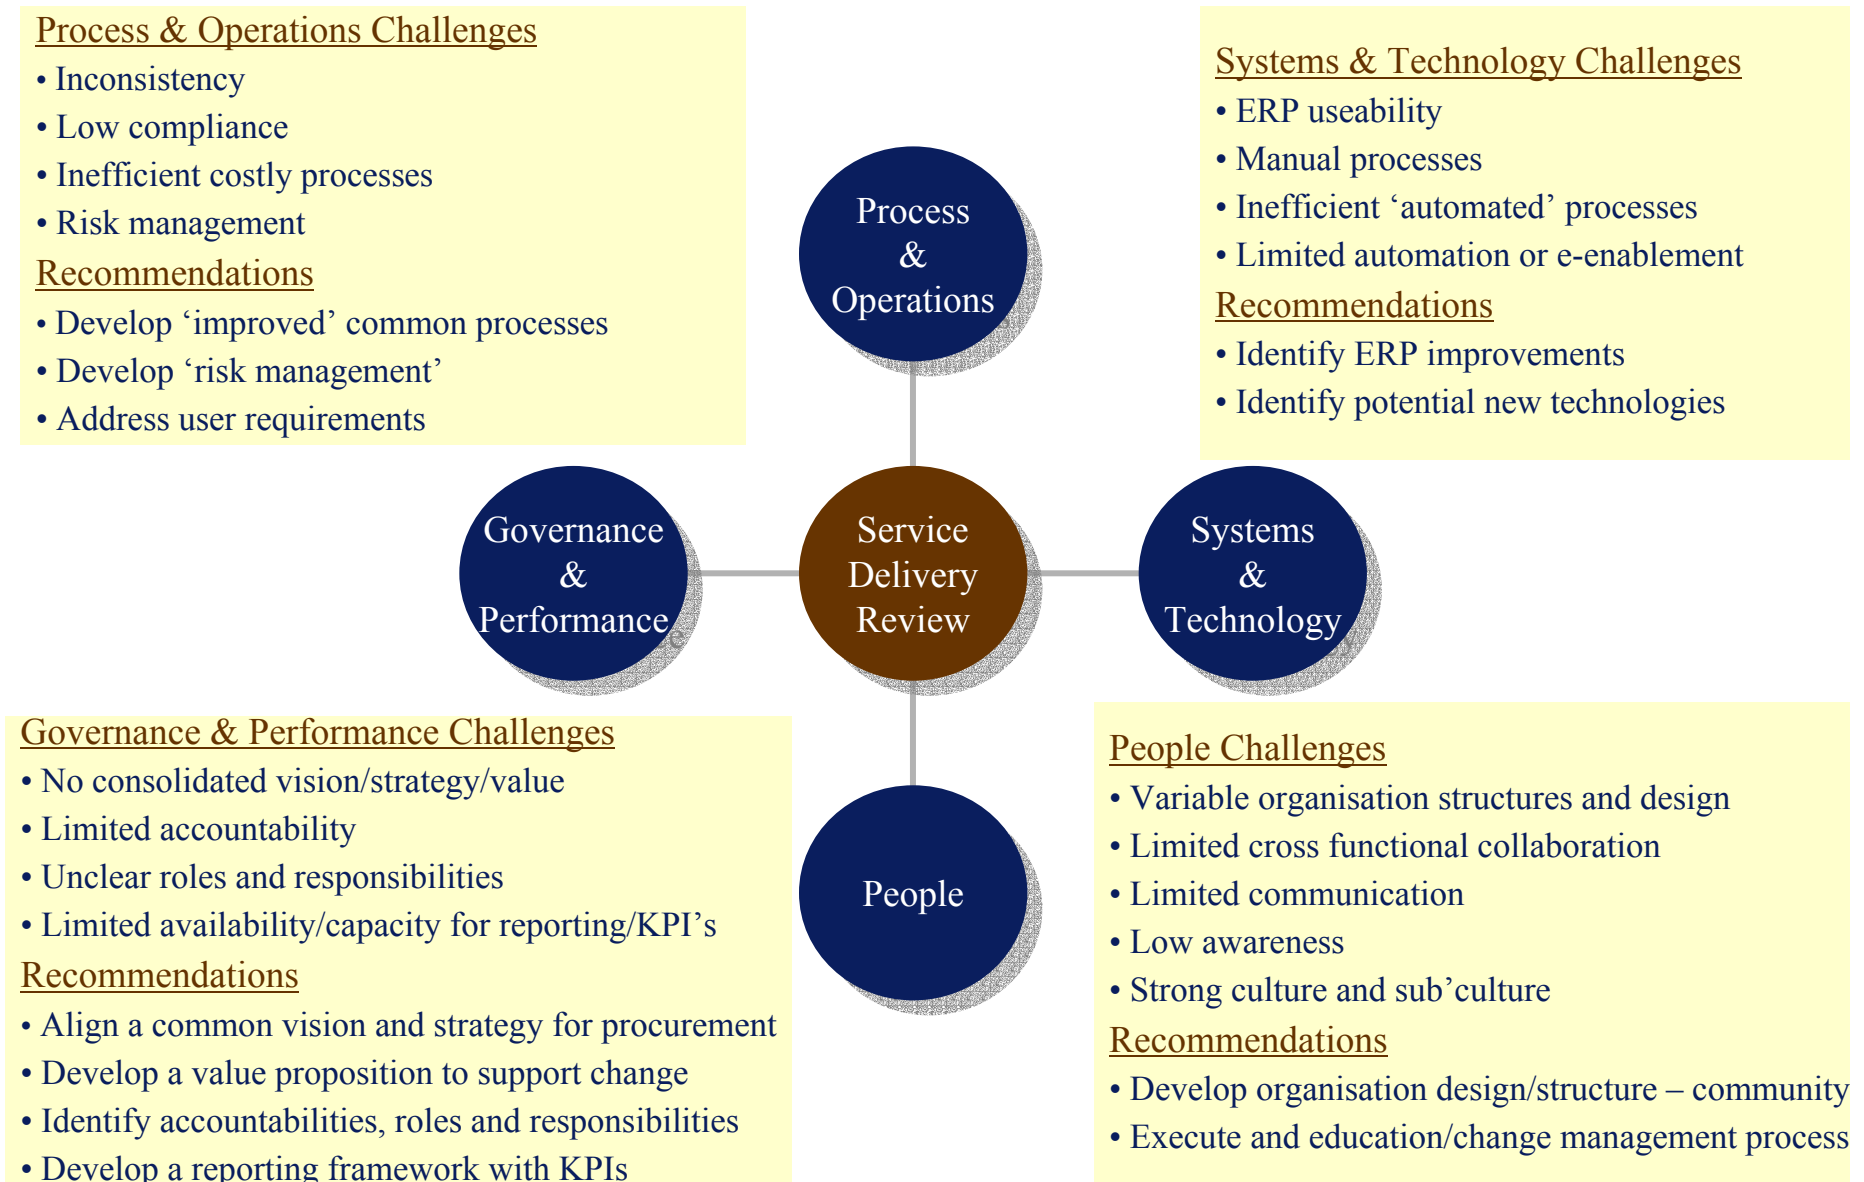 Process & Operations Challenges
• Inconsistency
• Low compliance
• Inefficient costly processes
• Risk management
Recommendations
• Develop ‘improved’ common processes
• Develop ‘risk management’
• Address user requirements
Systems & Technology Challenges
• ERP useability
• Manual processes
• Inefficient ‘automated’ processes
• Limited automation or e-enablement
Recommendations
• Identify ERP improvements
• Identify potential new technologies
Process
&
Operations
Governance
&
Performance
Service
Delivery
Review
Systems
&
Technology
People
Governance & Performance Challenges
• No consolidated vision/strategy/value
• Limited accountability
• Unclear roles and responsibilities
• Limited availability/capacity for reporting/KPI’s
Recommendations
• Align a common vision and strategy for procurement
• Develop a value proposition to support change
• Identify accountabilities, roles and responsibilities
• Develop a reporting framework with KPIs
People Challenges
• Variable organisation structures and design
• Limited cross functional collaboration
• Limited communication
• Low awareness
• Strong culture and sub’culture
Recommendations
• Develop organisation design/structure – community
• Execute and education/change management process